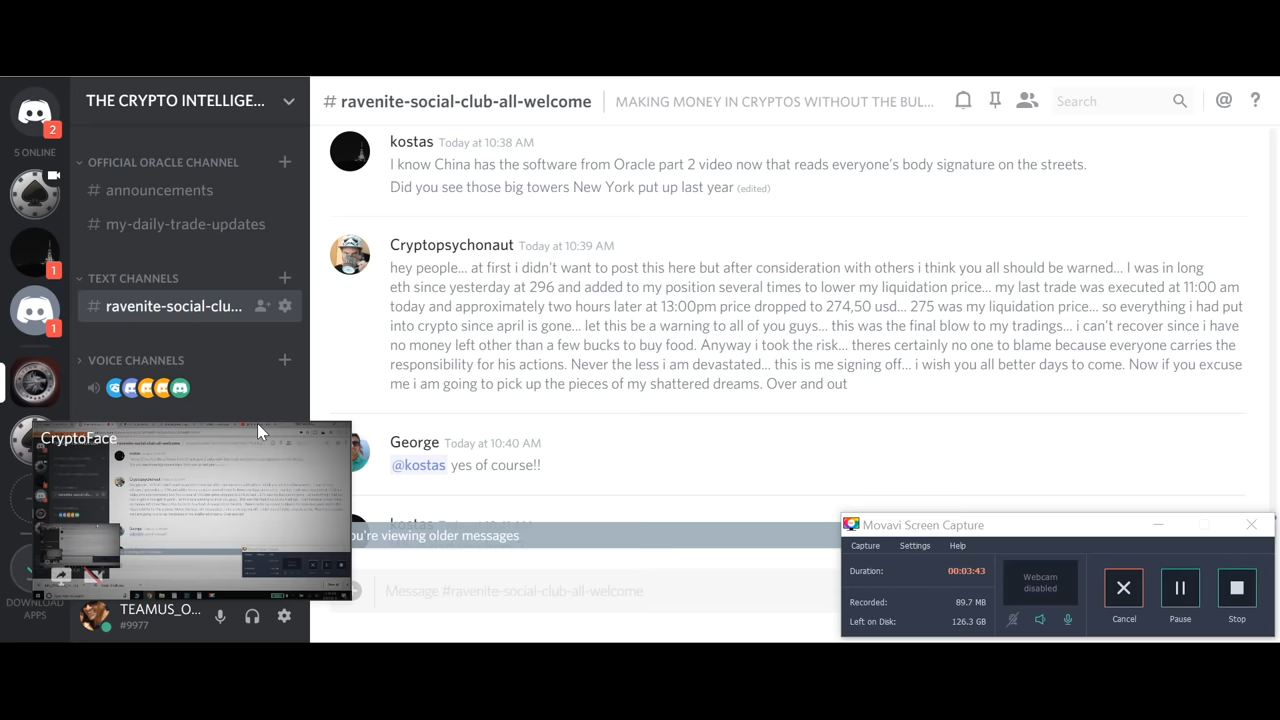 THE CRYPTO INTELLIGE...
# ravenite-social-club-all-welcome
MAKING MONEY IN CRYPTOS WITHOUT THE BUL...
Search
@
?
2
5 ONLINE
1
1
OFFICIAL ORACLE CHANNEL
# announcements
# my-daily-trade-updates
TEXT CHANNELS
# ravenite-social-clu...
VOICE CHANNELS
kostas Today at 10:38 AM
I know China has the software from Oracle part 2 video now that reads everyone's body signature on the streets.
Did you see those big towers New York put up last year (edited)
Cryptopsychonaut Today at 10:39 AM
hey people... at first i didn't want to post this here but after consideration with others i think you all should be warned... I was in long
eth since yesterday at 296 and added to my position several times to lower my liquidation price... my last trade was executed at 11:00 am
today and approximately two hours later at 13:00pm price dropped to 274,50 usd... 275 was my liquidation price... so everything i had put
into crypto since april is gone... let this be a warning to all of you guys... this was the final blow to my tradings... i can't recover since i have
no money left other than a few bucks to buy food. Anyway i took the risk... theres certainly no one to blame because everyone carries the
responsibility for his actions. Never the less i am devastated... this is me signing off... i wish you all better days to come. Now if you excuse
me i am going to pick up the pieces of my shattered dreams. Over and out
George Today at 10:40 AM
@kostas yes of course!!
kostas
ou're viewing older messages
Message #ravenite-social-club-all-welcome
CryptoFace
DOWNLOAD
APPS
TEAMUS_O...
#9977
Movavi Screen Capture
Capture Settings Help
Duration: 00:03:43
Recorded: 89.7 MB
Left on Disk: 126.3 GB
Webcam
disabled
Cancel
Pause
Stop